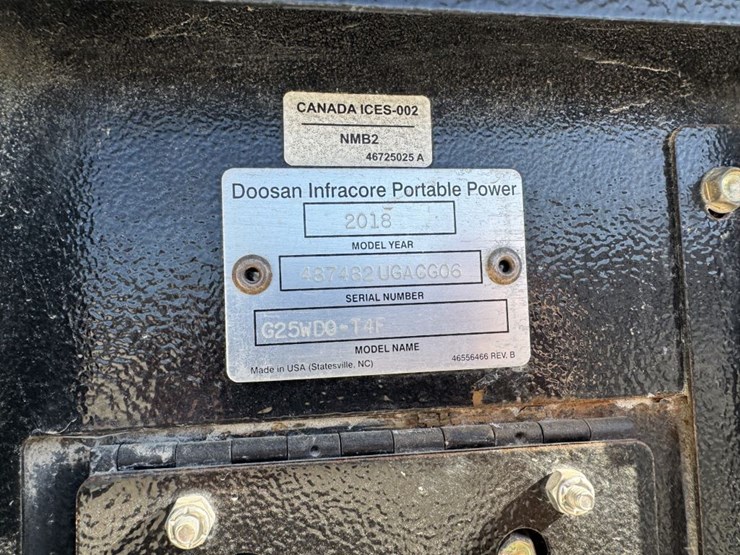 CANADA ICES-002
NMB2
46725025 A
Doosan Infracore Portable Power
2018
MODEL YEAR
487482 UGACG06
SERIAL NUMBER
G25WDO-T4F
MODEL NAME
46556466 REV. B
Made in USA (Statesville, NC)